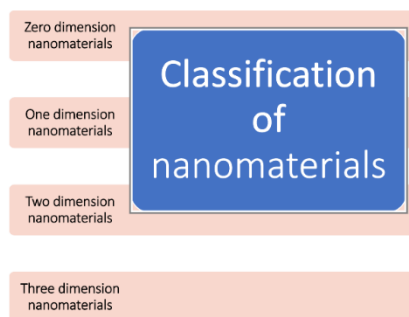 Zero dimension
nanomaterials
Classification
of
nanomaterials
One dimension
nanomaterials
Two dimension
nanomaterials
Three dimension
nanomaterials